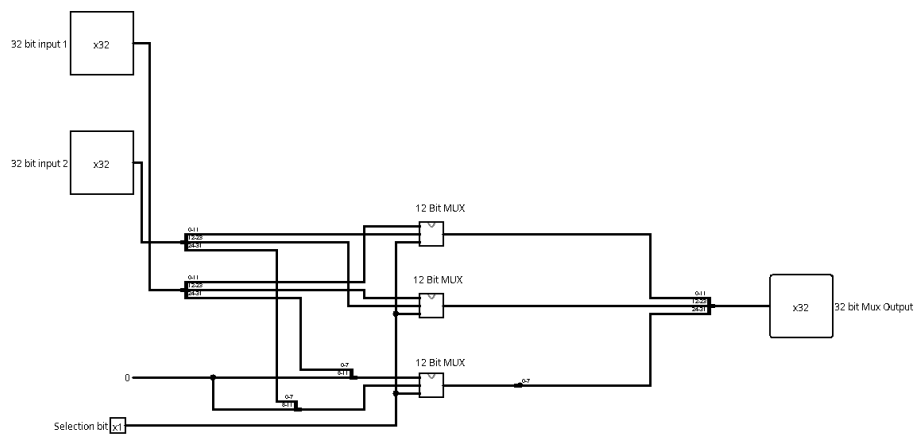 32 bit input 1
x32
32 bit input 2
x32
12 Bit MUX
0-11
12-23
24-31
12 Bit MUX
0-11
12-23
24-31
0-11
12-23
24-31
x32
32 bit Mux Output
12 Bit MUX
0-7
8-11
0
0-7
0-7
8-11
Selection bit
x1